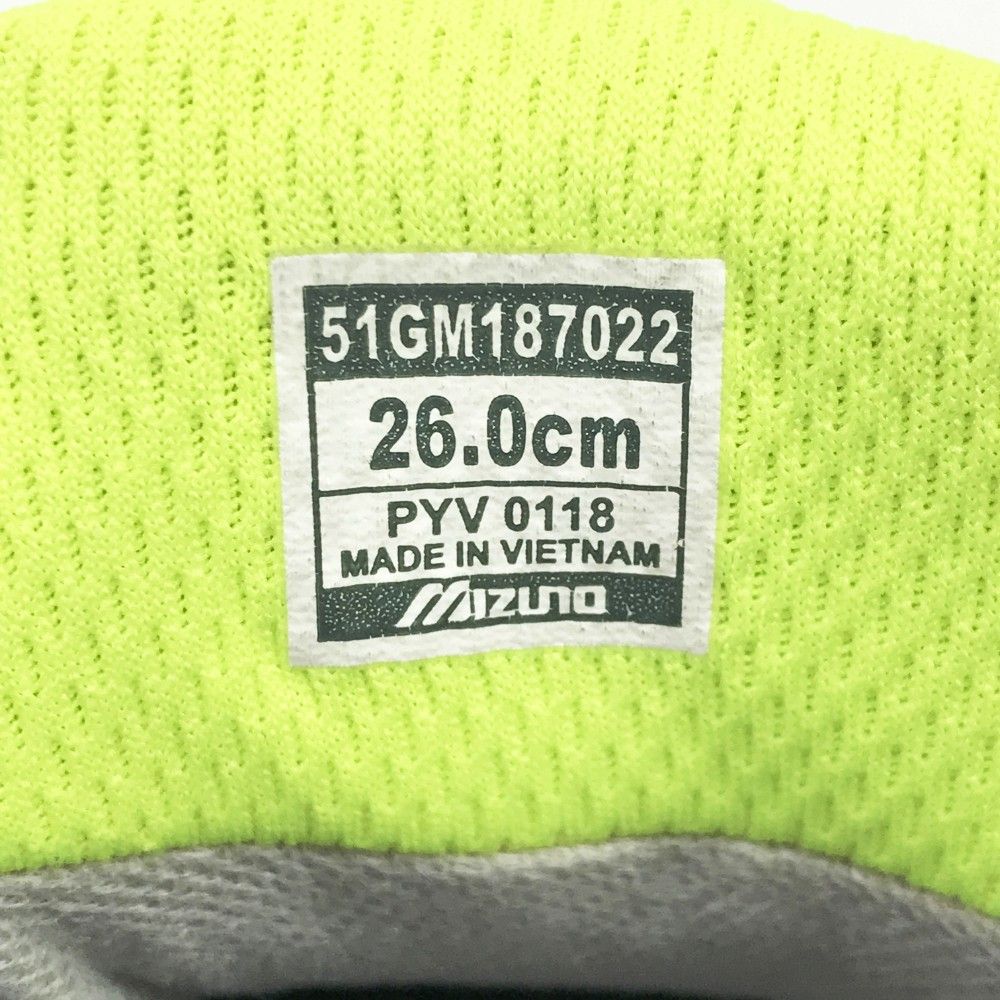 51GM187022
26.0cm
PYV 0118
MADE IN VIETNAM
MIZUNO